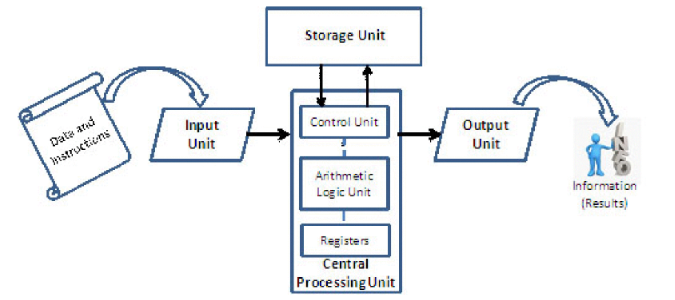 Storage Unit
Data and
Instructions
Input
Unit
Control Unit
Arithmetic
Logic Unit
Registers
Central
Processing Unit
Output
Unit
INFO
Information
(Results)